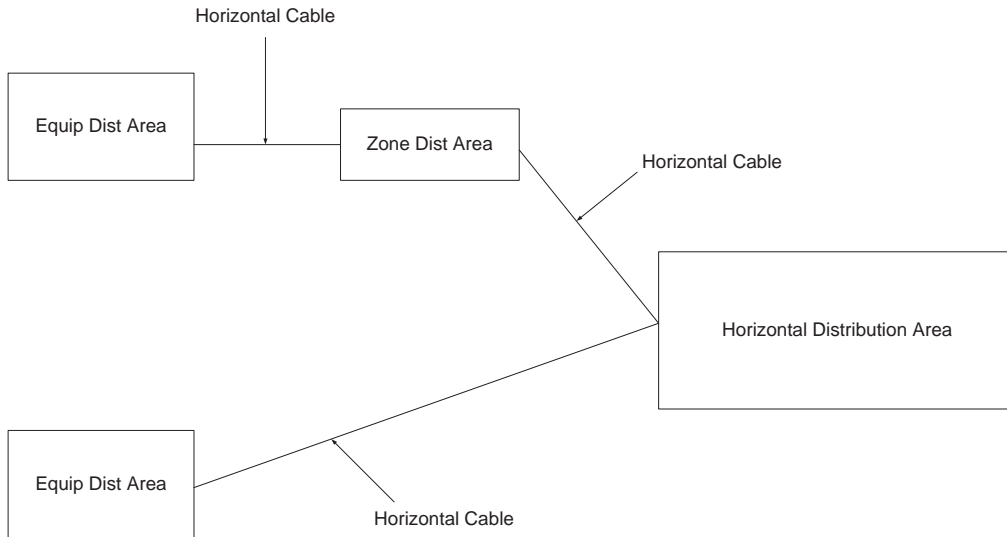 Horizontal Cable
Equip Dist Area
Zone Dist Area
Horizontal Cable
Horizontal Distribution Area
Equip Dist Area
Horizontal Cable